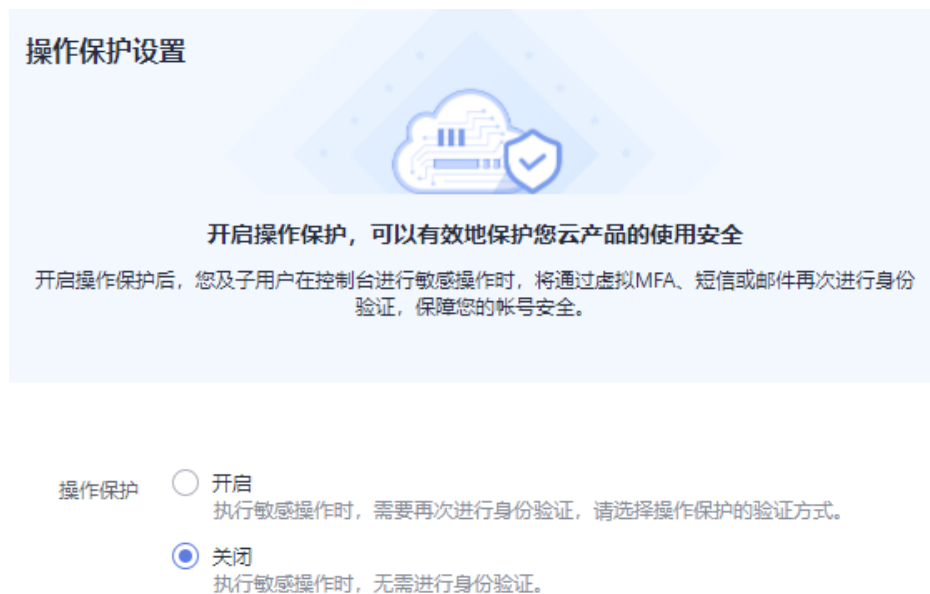 操作保护设置
开启操作保护，可以有效地保护您云产品的使用安全
开启操作保护后，您及子用户在控制台进行敏感操作时，将通过虚拟MFA、短信或邮件再次进行身份
验证，保障您的帐号安全。
操作保护
开启
执行敏感操作时，需要再次进行身份验证，请选择操作保护的验证方式。
关闭
执行敏感操作时，无需进行身份验证。